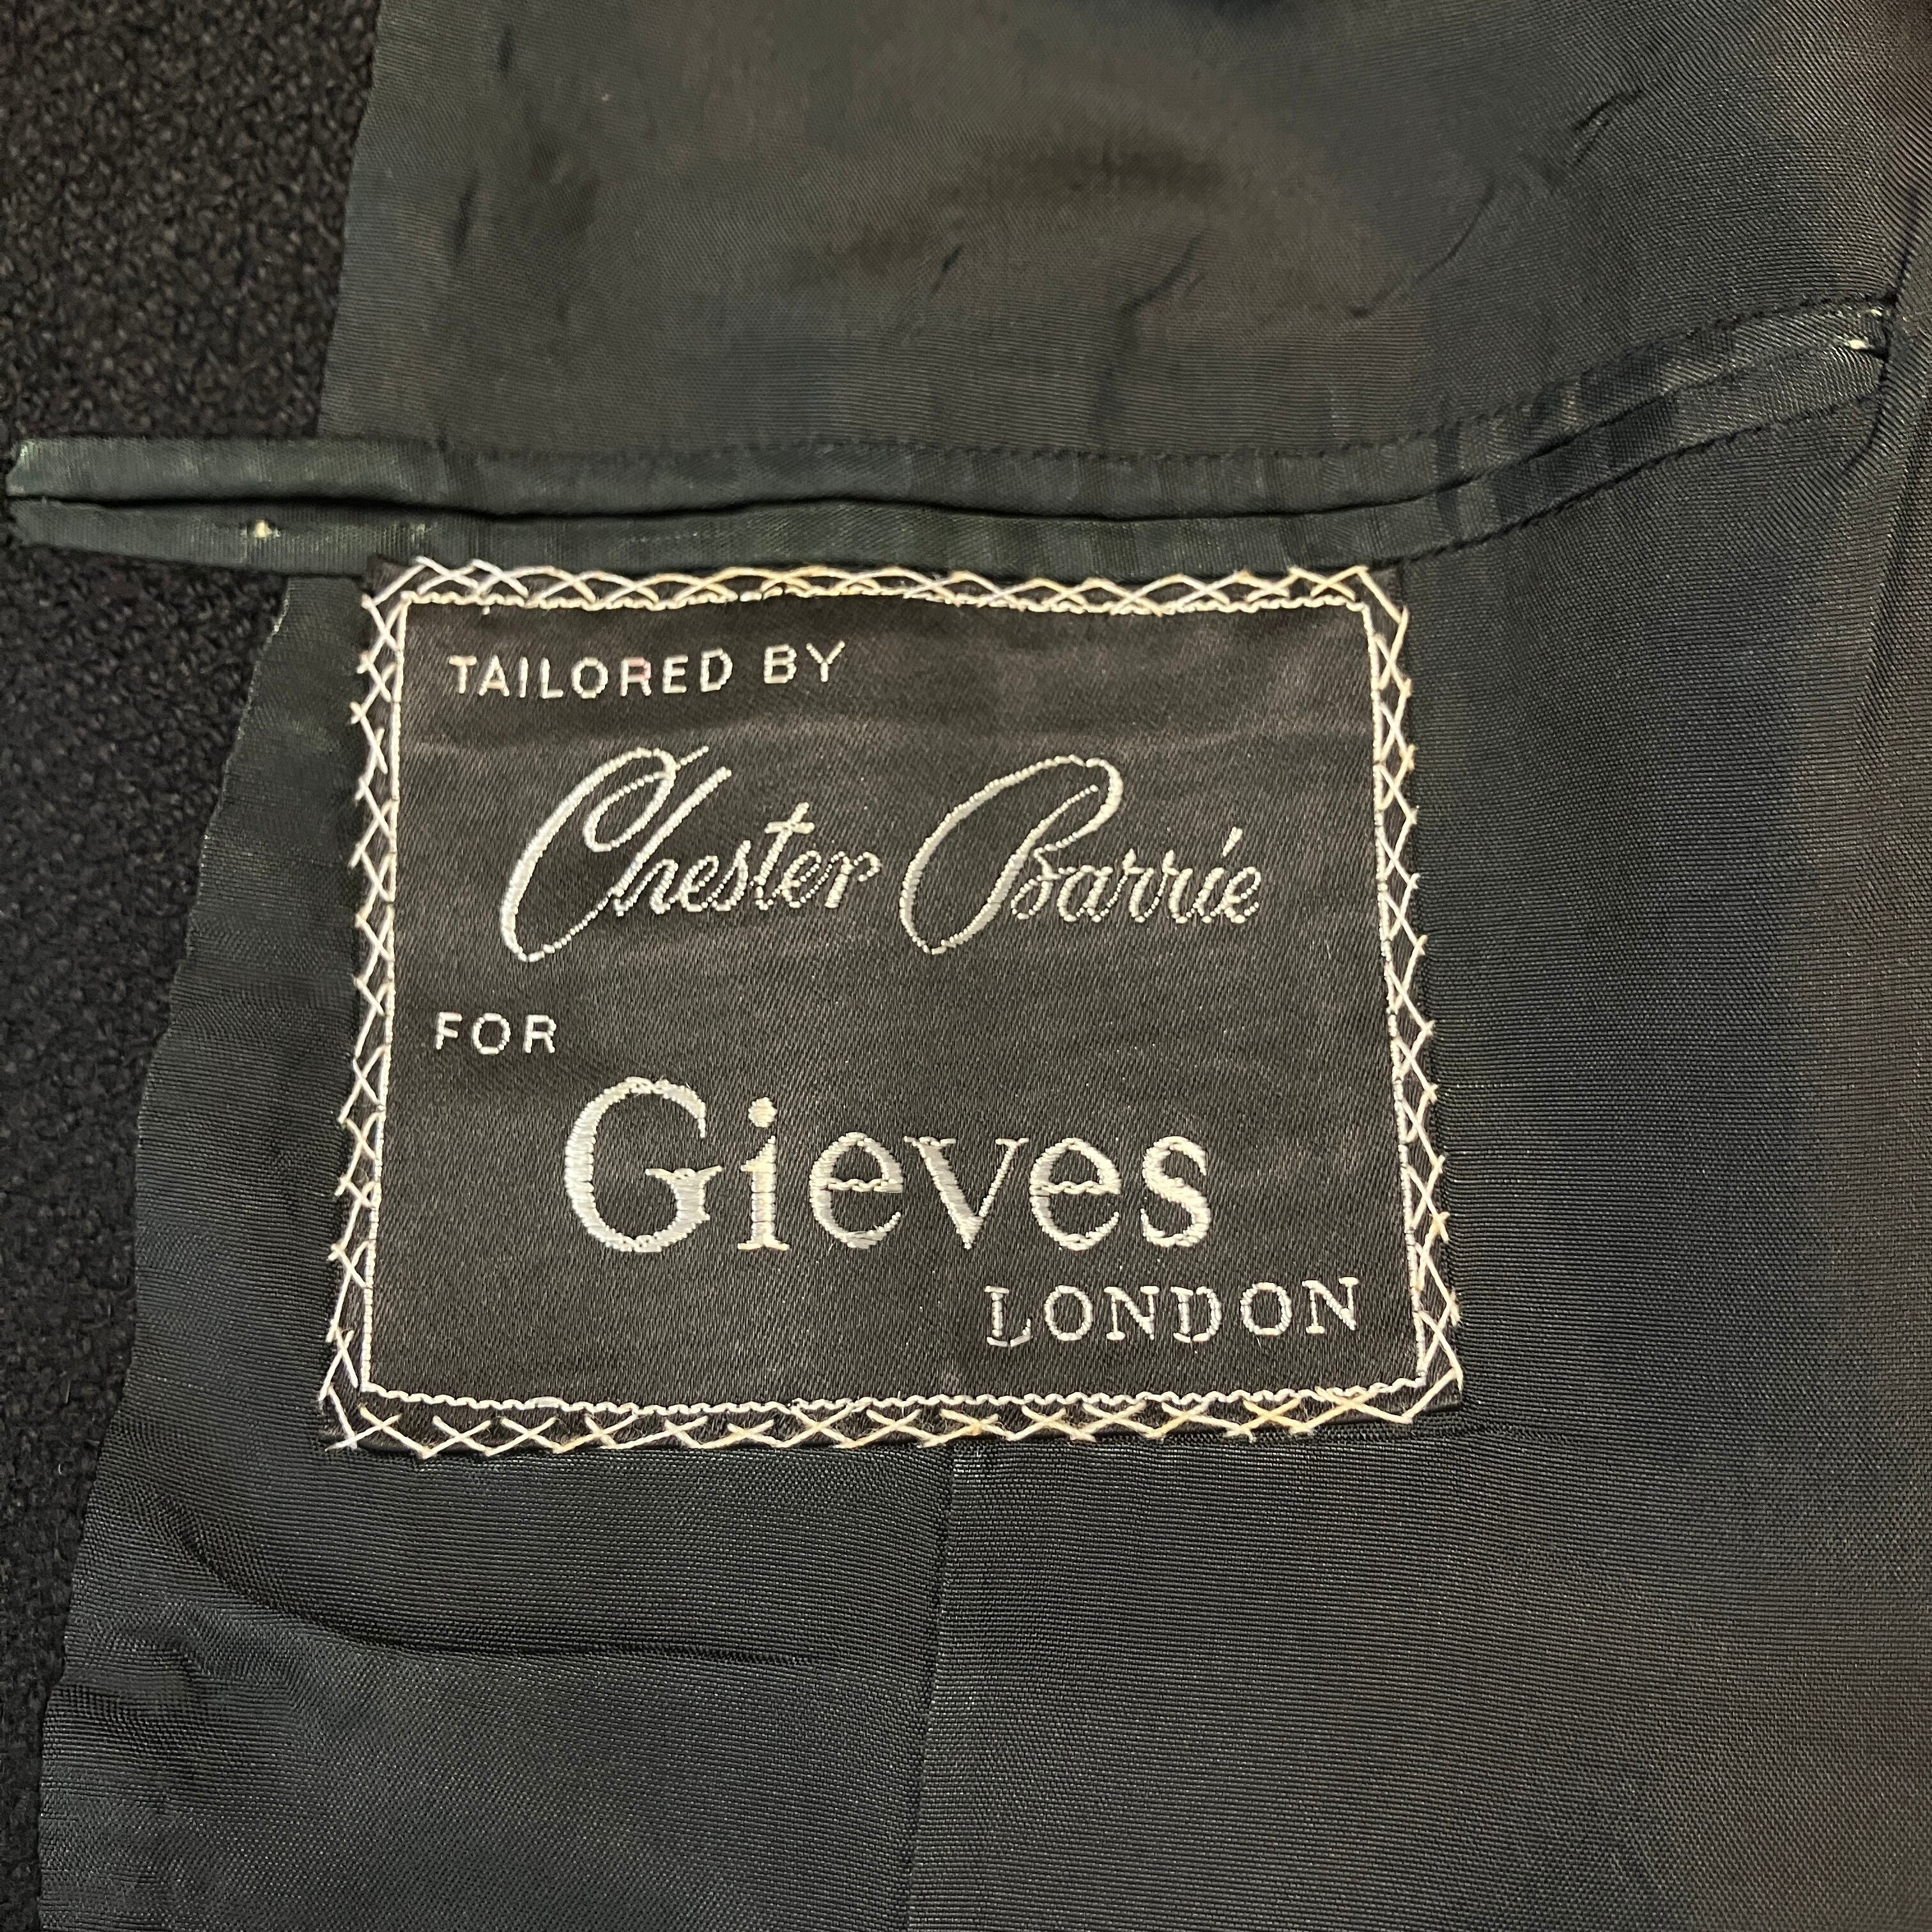 TAILORED BY
Chester Barrie
FOR
Gieves
LONDON